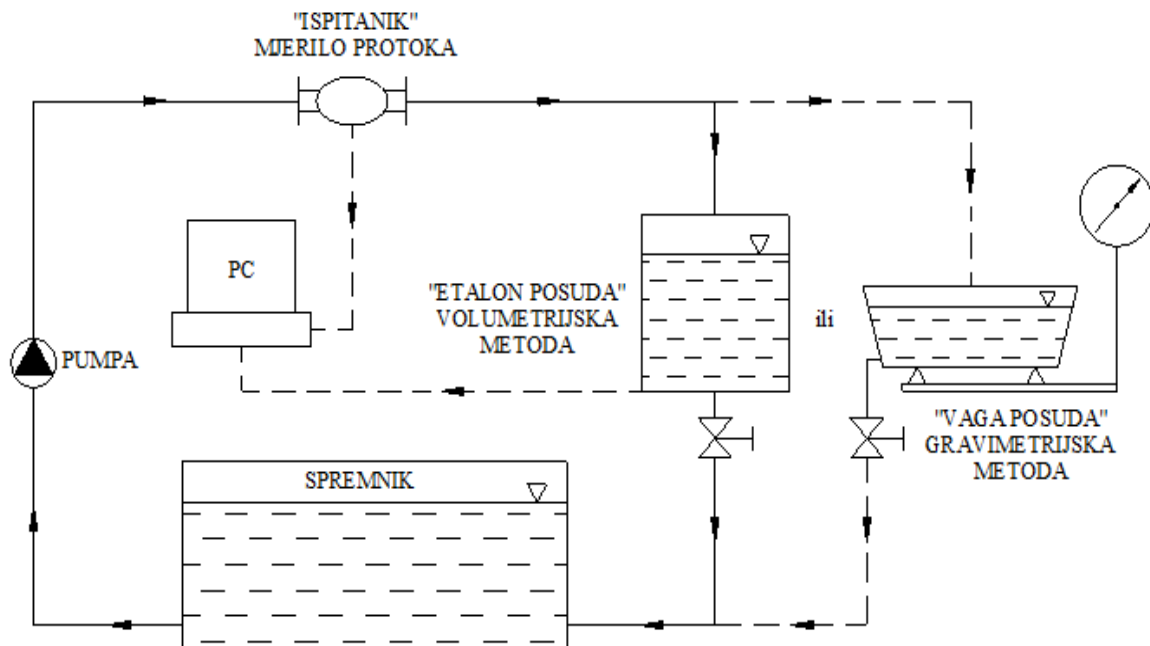 "ISPITANIK"
MJERILO PROTOKA
PC
"ETALON POSUDA"
VOLUMETRIJSKA
METODA
ili
PUMPA
"VAGA POSUDA"
GRAVIMETRIJSKA
METODA
SPREMNIK